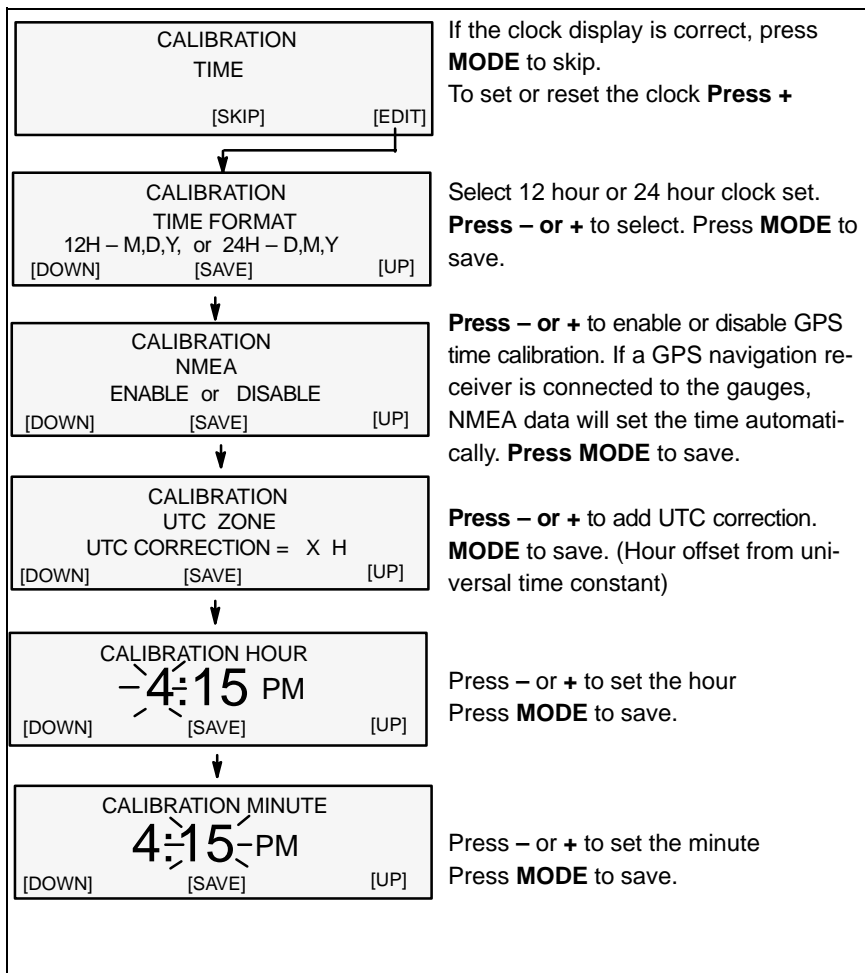 CALIBRATION
TIME
[SKIP] [EDIT]
If the clock display is correct, press
MODE to skip.
To set or reset the clock Press +
CALIBRATION
TIME FORMAT
12H – M,D,Y, or 24H – D,M,Y
[DOWN] [SAVE] [UP]
Select 12 hour or 24 hour clock set.
Press – or + to select. Press MODE to
save.
CALIBRATION
NMEA
ENABLE or DISABLE
[DOWN] [SAVE] [UP]
Press – or + to enable or disable GPS
time calibration. If a GPS navigation re-
ceiver is connected to the gauges,
NMEA data will set the time automati-
cally. Press MODE to save.
CALIBRATION
UTC ZONE
UTC CORRECTION = X H
[DOWN] [SAVE] [UP]
Press – or + to add UTC correction.
MODE to save. (Hour offset from uni-
versal time constant)
CALIBRATION HOUR
4:15 PM
[DOWN] [SAVE] [UP]
Press – or + to set the hour
Press MODE to save.
CALIBRATION MINUTE
4:15 PM
[DOWN] [SAVE] [UP]
Press – or + to set the minute
Press MODE to save.